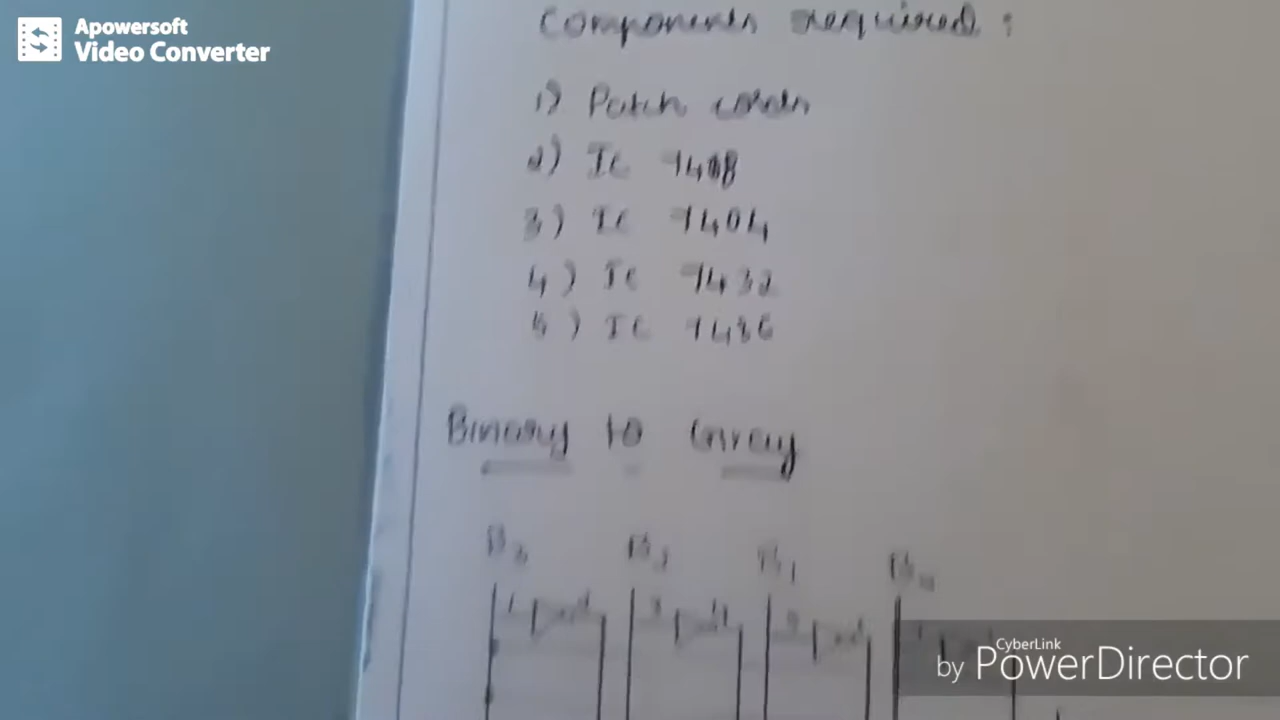 Apowersoft
Video Converter
Components required :
1) Patch cords
2) IC 7408
3) IC 7404
4) IC 7432
5) IC 7486
Binary to Gray
B3 B2 B1 B0
CyberLink
by PowerDirector